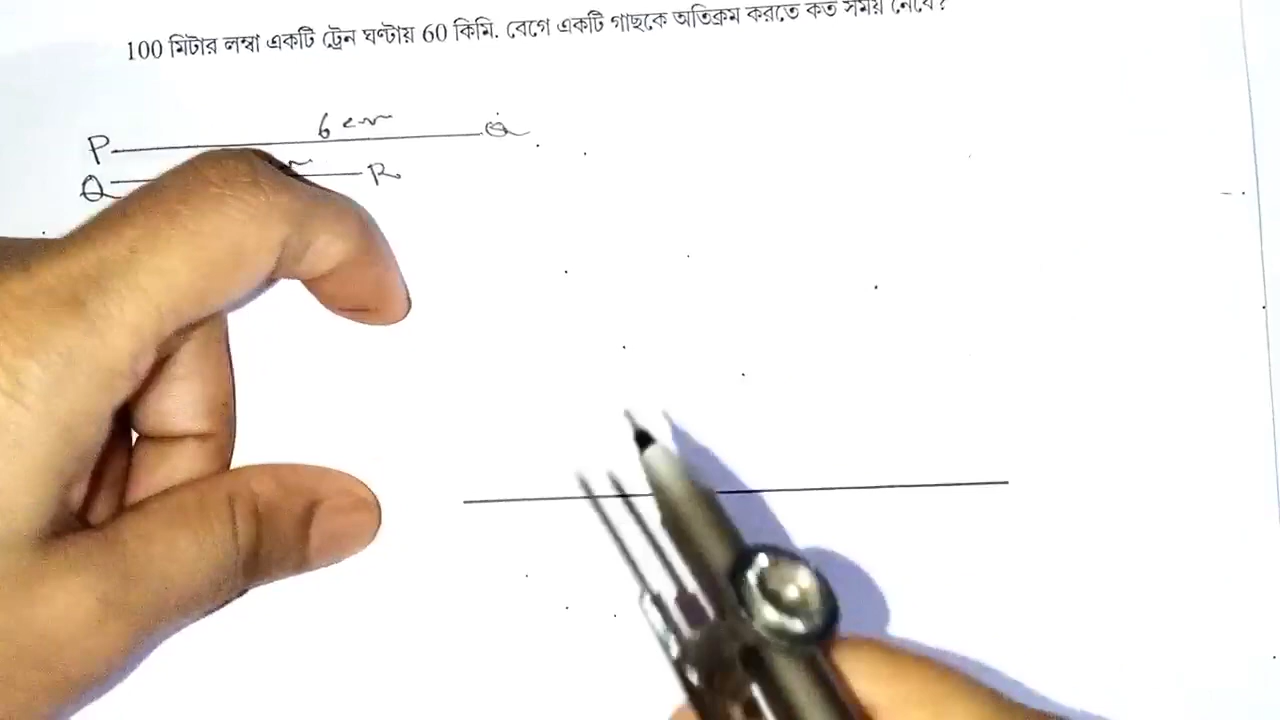 100 মিটার লম্বা একটি ট্রেন ঘণ্টায় 60 কিমি. বেগে একটি গাছকে অতিক্রম করতে কত সময় নেবে?
P 6 cm Q
Q R